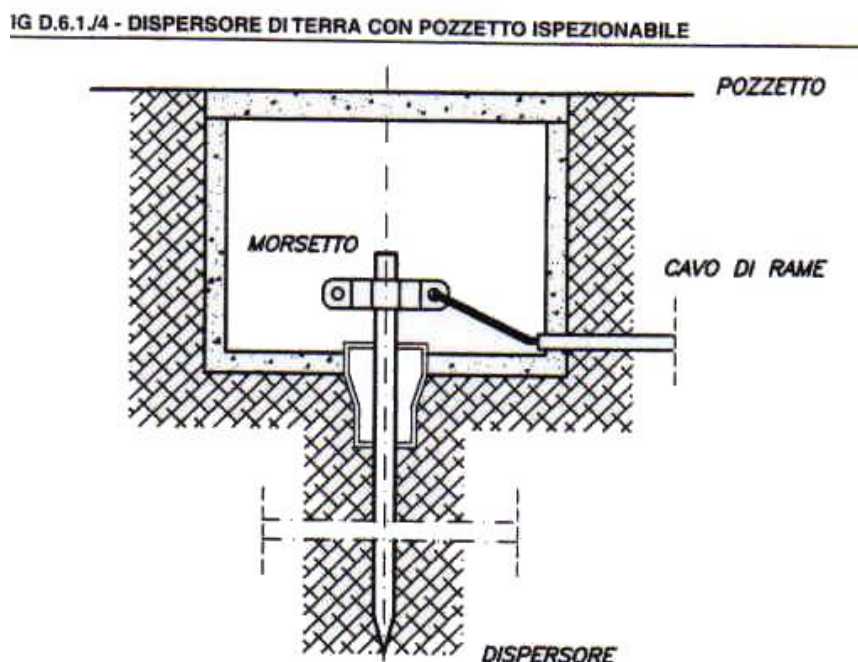 IG D.6.1./4 - DISPERSORE DI TERRA CON POZZETTO ISPEZIONABILE
POZZETTO
MORSETTO
CAVO DI RAME
DISPERSORE